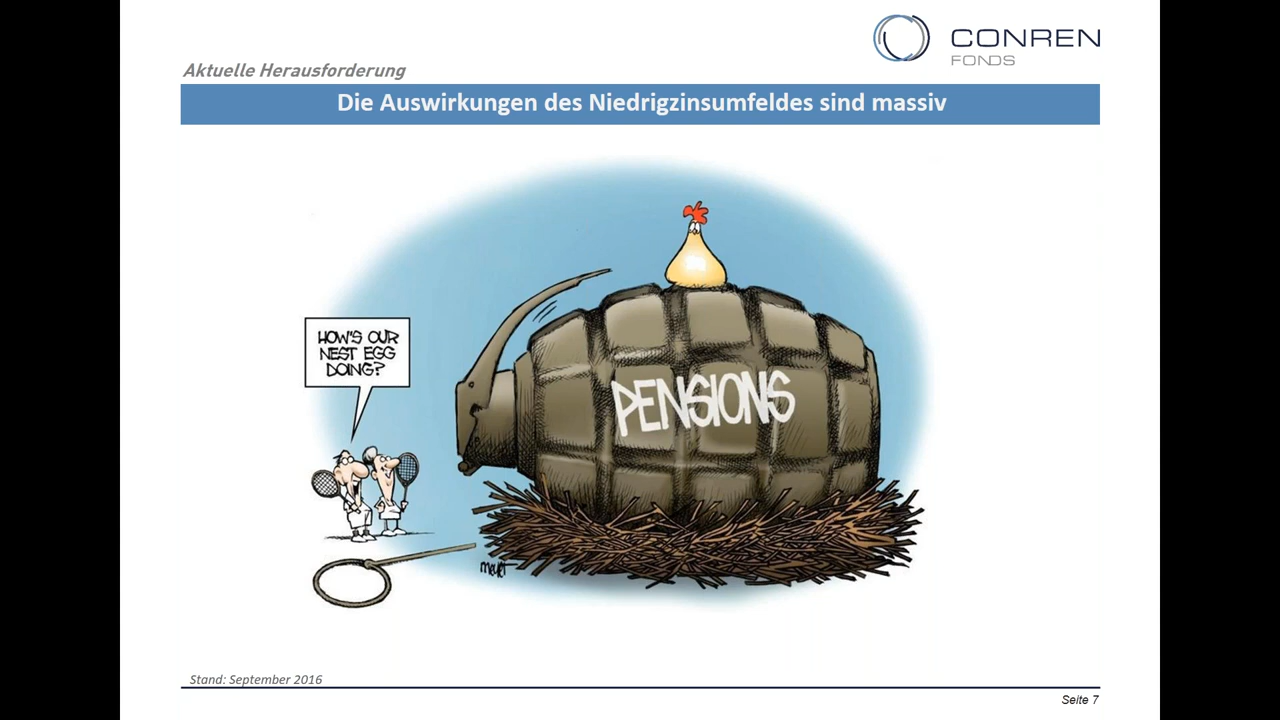 CONREN
FONDS
Aktuelle Herausforderung
Die Auswirkungen des Niedrigzinsumfeldes sind massiv
HOW'S OUR
NEST EGG
DOING?
PENSIONS
meyer
Stand: September 2016
Seite 7